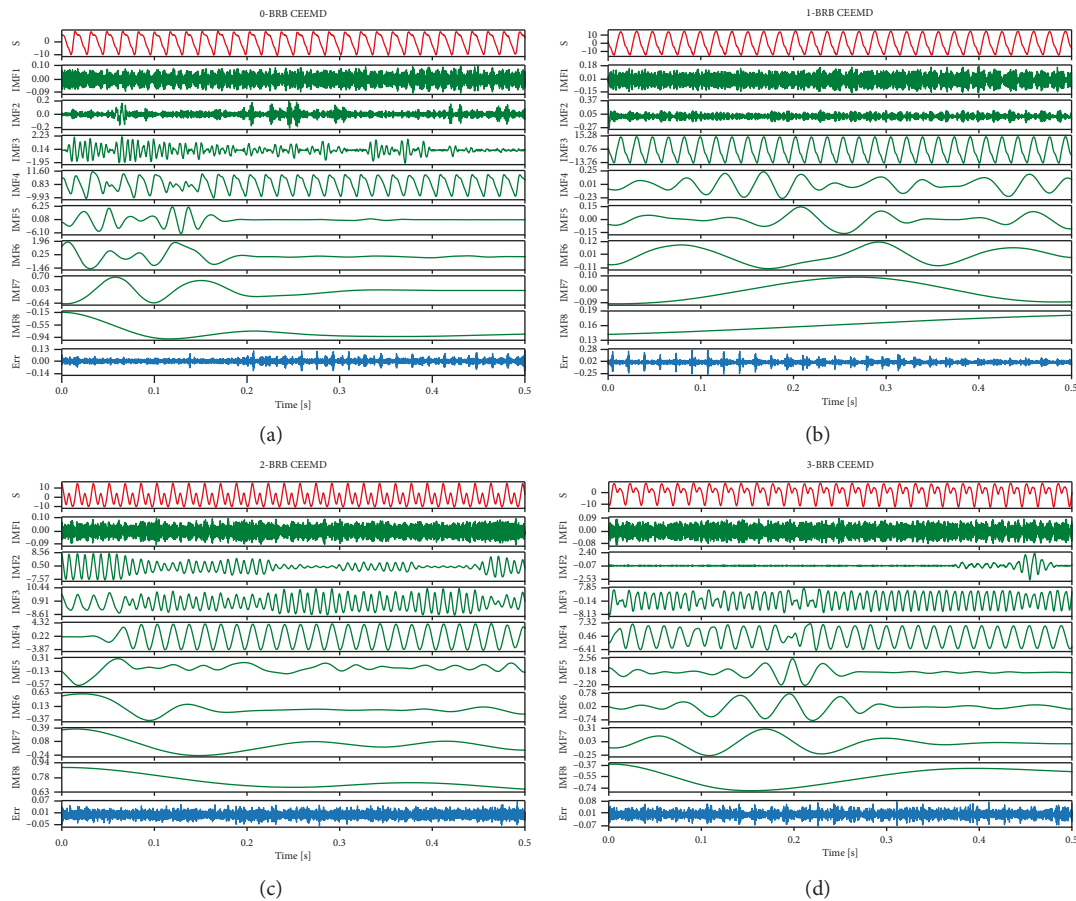 0-BRB CEEMD
S
0
−10
IMF1
0.10
0.00
−0.09
IMF2
0.2
0.0
−0.2
IMF3
2.23
0.14
−1.95
IMF4
11.60
0.83
−9.93
IMF5
6.25
0.08
−6.10
IMF6
1.96
0.25
−1.46
IMF7
0.70
0.03
−0.64
IMF8
−0.15
−0.55
−0.94
Err
0.13
0.00
−0.14
0.0 0.1 0.2 0.3 0.4 0.5
Time [s]
(a)
1-BRB CEEMD
S
10
0
−10
IMF1
0.18
0.01
−0.15
IMF2
0.37
0.05
−0.27
IMF3
15.28
0.76
−13.76
IMF4
0.25
0.01
−0.23
IMF5
0.15
0.00
−0.15
IMF6
0.12
0.00
−0.11
IMF7
0.10
0.00
−0.09
IMF8
0.19
0.16
0.13
Err
0.28
0.01
−0.25
0.0 0.1 0.2 0.3 0.4 0.5
Time [s]
(b)
2-BRB CEEMD
S
10
0
−10
IMF1
0.10
0.00
−0.09
IMF2
8.56
0.50
−7.57
IMF3
10.44
0.91
−8.61
IMF4
4.32
0.22
−3.87
IMF5
0.31
−0.13
−0.57
IMF6
0.63
0.13
−0.37
IMF7
0.39
0.08
−0.24
IMF8
0.94
0.78
0.63
Err
0.07
0.01
−0.05
0.0 0.1 0.2 0.3 0.4 0.5
Time [s]
(c)
3-BRB CEEMD
S
0
−10
IMF1
0.09
0.00
−0.08
IMF2
2.40
−0.07
−2.53
IMF3
7.85
−0.14
−8.13
IMF4
7.32
0.46
−6.41
IMF5
2.56
0.18
−2.20
IMF6
0.78
0.02
−0.74
IMF7
0.31
0.03
−0.25
IMF8
−0.37
−0.55
−0.74
Err
0.08
0.01
−0.07
0.0 0.1 0.2 0.3 0.4 0.5
Time [s]
(d)